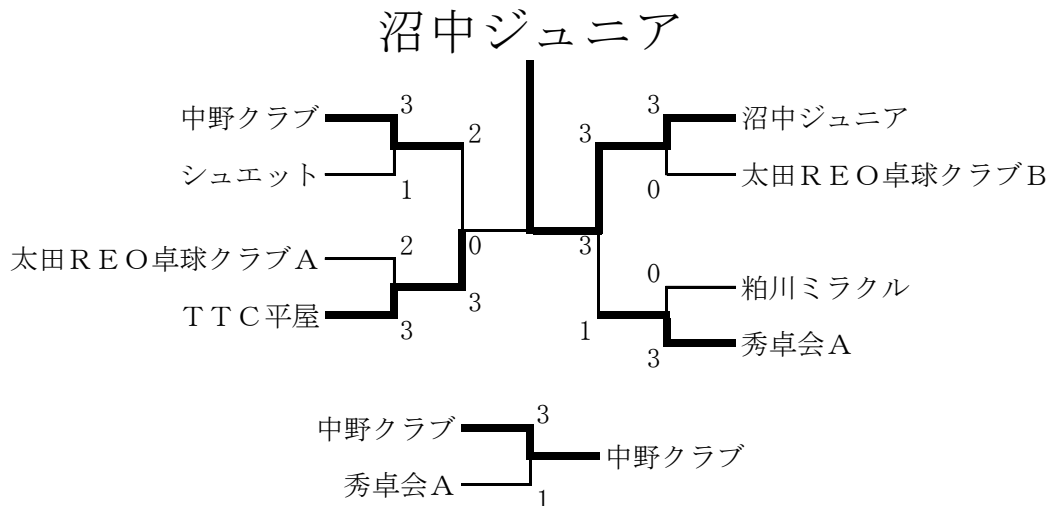 沼中ジュニア
3
3
中野クラブ
2
3
沼中ジュニア
シュエット
1
0
太田ＲＥＯ卓球クラブＢ
太田ＲＥＯ卓球クラブＡ
2
0
3
0
粕川ミラクル
ＴＴＣ平屋
3
3
1
3
秀卓会Ａ
中野クラブ
3
中野クラブ
秀卓会Ａ
1